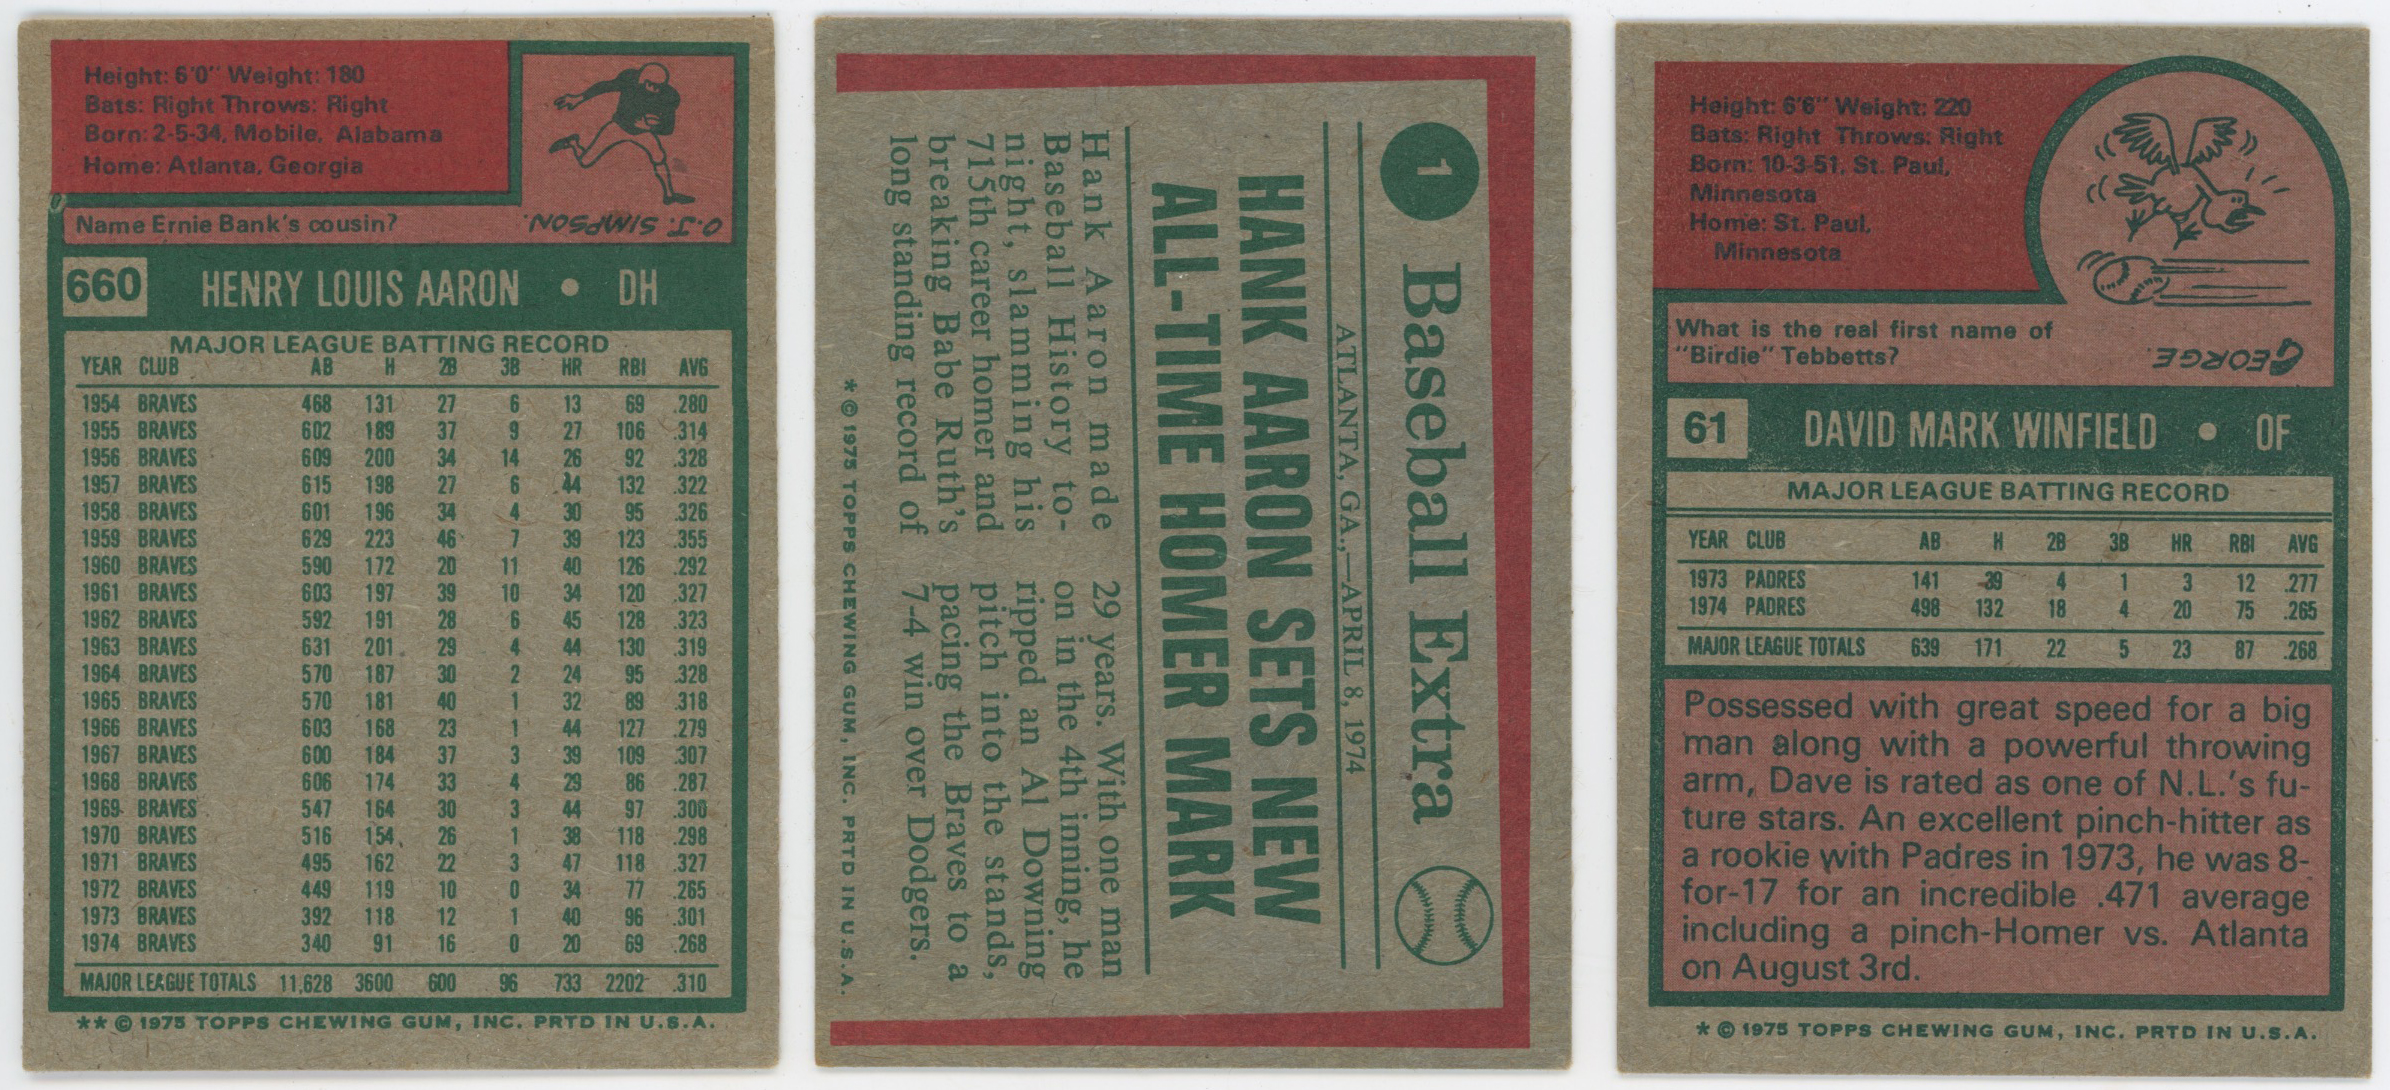 Height: 6'0" Weight: 180
Bats: Right Throws: Right
Born: 2-5-34, Mobile, Alabama
Home: Atlanta, Georgia
Name Ernie Bank's cousin?
O.J. SIMPSON.
660 HENRY LOUIS AARON • DH
MAJOR LEAGUE BATTING RECORD
YEAR CLUB AB H 2B 3B HR RBI AVG
1954 BRAVES 468 131 27 6 13 69 .280
1955 BRAVES 602 189 37 9 27 106 .314
1956 BRAVES 609 200 34 14 26 92 .328
1957 BRAVES 615 198 27 6 44 132 .322
1958 BRAVES 601 196 34 4 30 95 .326
1959 BRAVES 629 223 46 7 39 123 .355
1960 BRAVES 590 172 20 11 40 126 .292
1961 BRAVES 603 197 39 10 34 120 .327
1962 BRAVES 592 191 28 6 45 128 .323
1963 BRAVES 631 201 29 4 44 130 .319
1964 BRAVES 570 187 30 2 24 95 .328
1965 BRAVES 570 181 40 1 32 89 .318
1966 BRAVES 603 168 23 1 44 127 .279
1967 BRAVES 600 184 37 3 39 109 .307
1968 BRAVES 606 174 33 4 29 86 .287
1969 BRAVES 547 164 30 3 44 97 .300
1970 BRAVES 516 154 26 1 38 118 .298
1971 BRAVES 495 162 22 3 47 118 .327
1972 BRAVES 449 119 10 0 34 77 .265
1973 BRAVES 392 118 12 1 40 96 .301
1974 BRAVES 340 91 16 0 20 69 .268
MAJOR LEAGUE TOTALS 11,628 3600 600 96 733 2202 .310
** © 1975 TOPPS CHEWING GUM, INC. PRTD IN U.S.A.
1 Baseball Extra
ATLANTA, GA.,—APRIL 8, 1974
HANK AARON SETS NEW
ALL-TIME HOMER MARK
Hank Aaron made
Baseball History to-
night, slamming his
715th career homer and
breaking Babe Ruth's
long standing record of
29 years. With one man
on in the 4th inning, he
ripped an Al Downing
pitch into the stands,
pacing the Braves to a
7-4 win over Dodgers.
* © 1975 TOPPS CHEWING GUM, INC. PRTD IN U.S.A.
Height: 6'6" Weight: 220
Bats: Right Throws: Right
Born: 10-3-51, St. Paul,
Minnesota
Home: St. Paul,
Minnesota
What is the real first name of
"Birdie" Tebbetts?
GEORGE.
61 DAVID MARK WINFIELD • OF
MAJOR LEAGUE BATTING RECORD
YEAR CLUB AB H 2B 3B HR RBI AVG
1973 PADRES 141 39 4 1 3 12 .277
1974 PADRES 498 132 18 4 20 75 .265
MAJOR LEAGUE TOTALS 639 171 22 5 23 87 .268
Possessed with great speed for a big
man along with a powerful throwing
arm, Dave is rated as one of N.L.'s fu-
ture stars. An excellent pinch-hitter as
a rookie with Padres in 1973, he was 8-
for-17 for an incredible .471 average
including a pinch-Homer vs. Atlanta
on August 3rd.
* © 1975 TOPPS CHEWING GUM, INC. PRTD IN U.S.A.